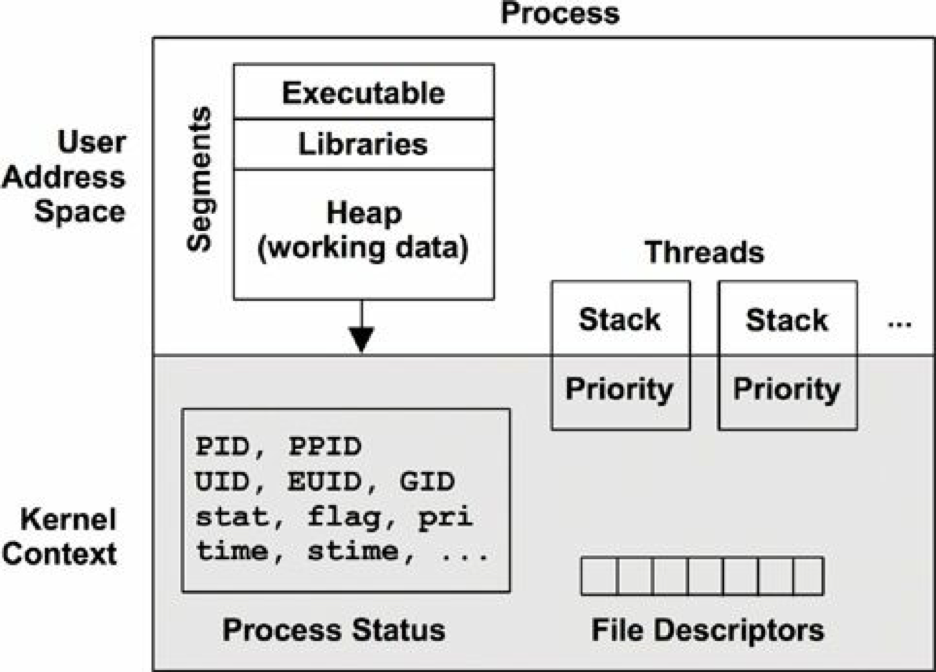 Process
User
Address
Space
Segments
Executable
Libraries
Heap
(working data)
Threads
Stack
Stack
...
Priority
Priority
Kernel
Context
PID, PPID
UID, EUID, GID
stat, flag, pri
time, stime, ...
Process Status
File Descriptors